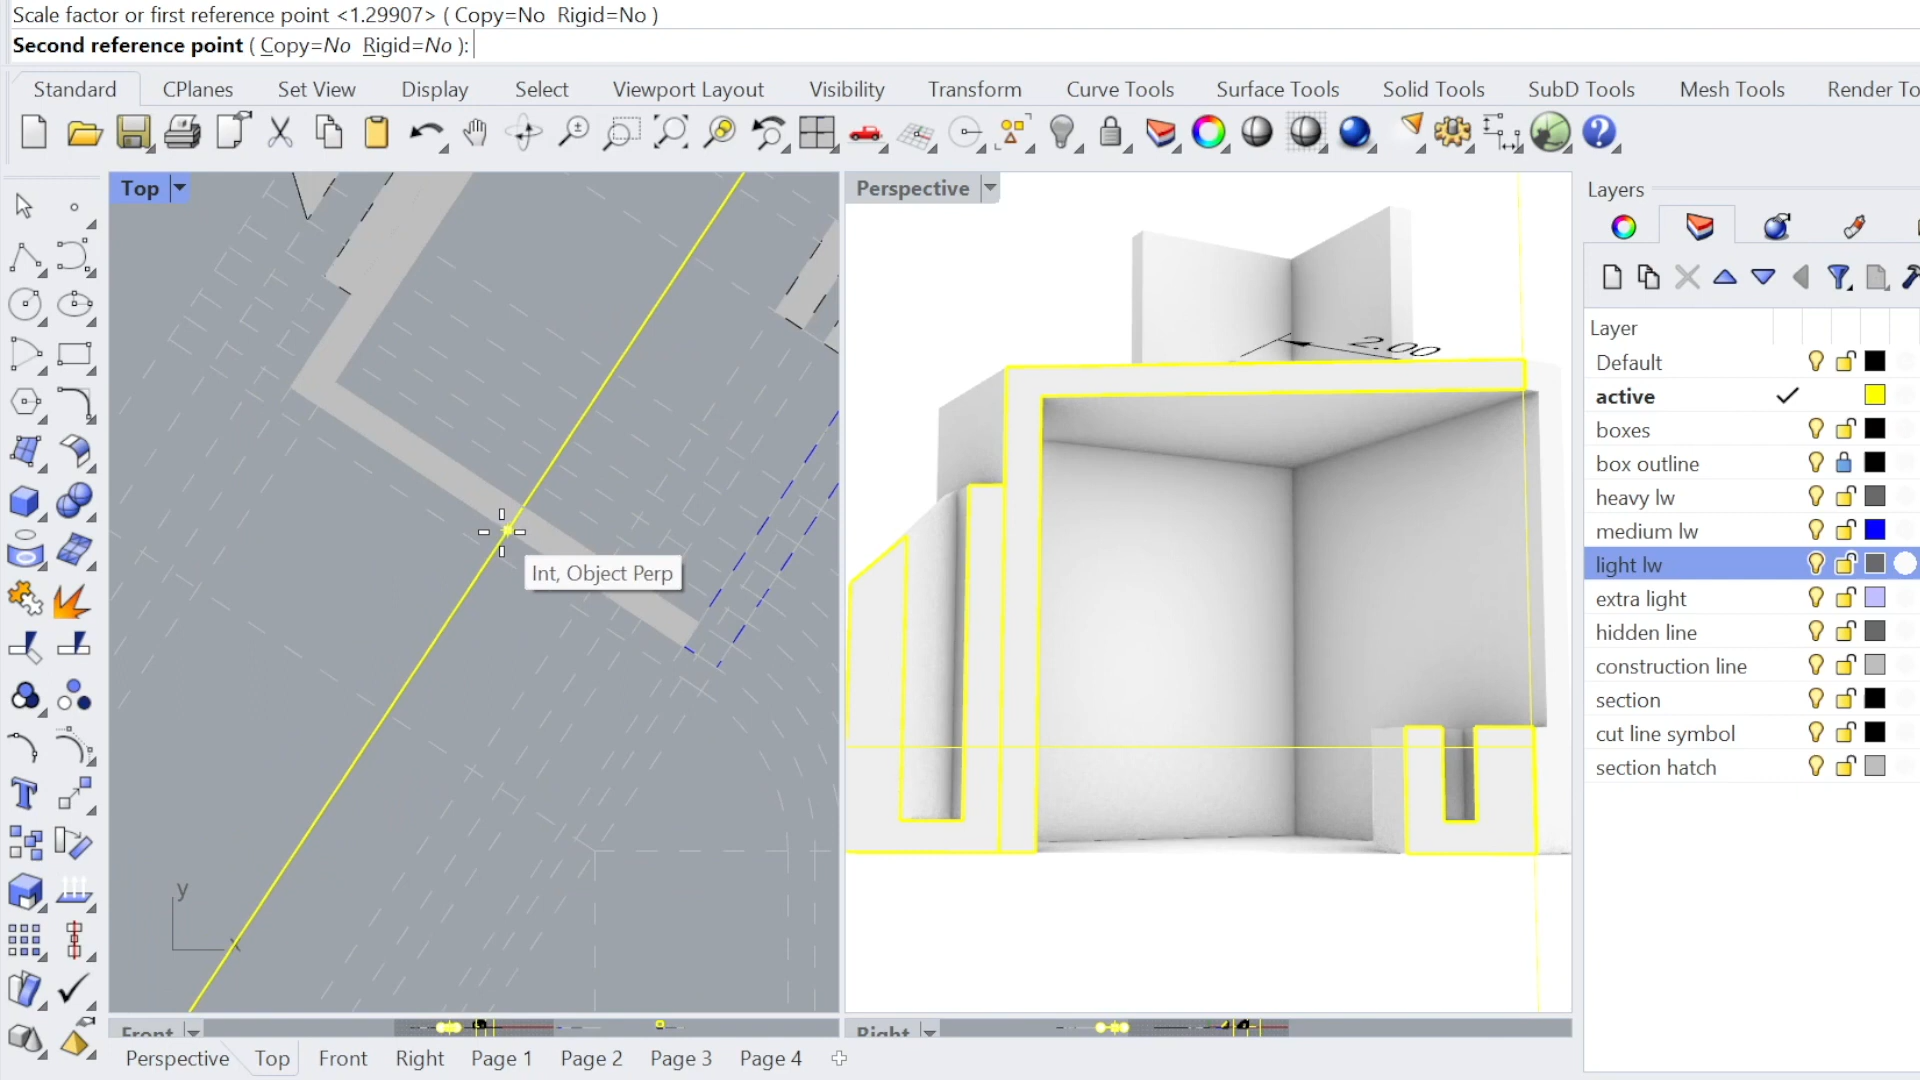 Scale factor or first reference point <1.29907> ( Copy=No Rigid=No )
Second reference point ( Copy=No Rigid=No ):
Standard CPlanes Set View Display Select Viewport Layout Visibility Transform Curve Tools Surface Tools Solid Tools SubD Tools Mesh Tools Render To
Top
Perspective
Layers
Layer
Default
active
boxes
box outline
heavy lw
medium lw
light lw
extra light
hidden line
construction line
section
cut line symbol
section hatch
2.00
Int, Object Perp
y
x
Front
Right
Perspective Top Front Right Page 1 Page 2 Page 3 Page 4